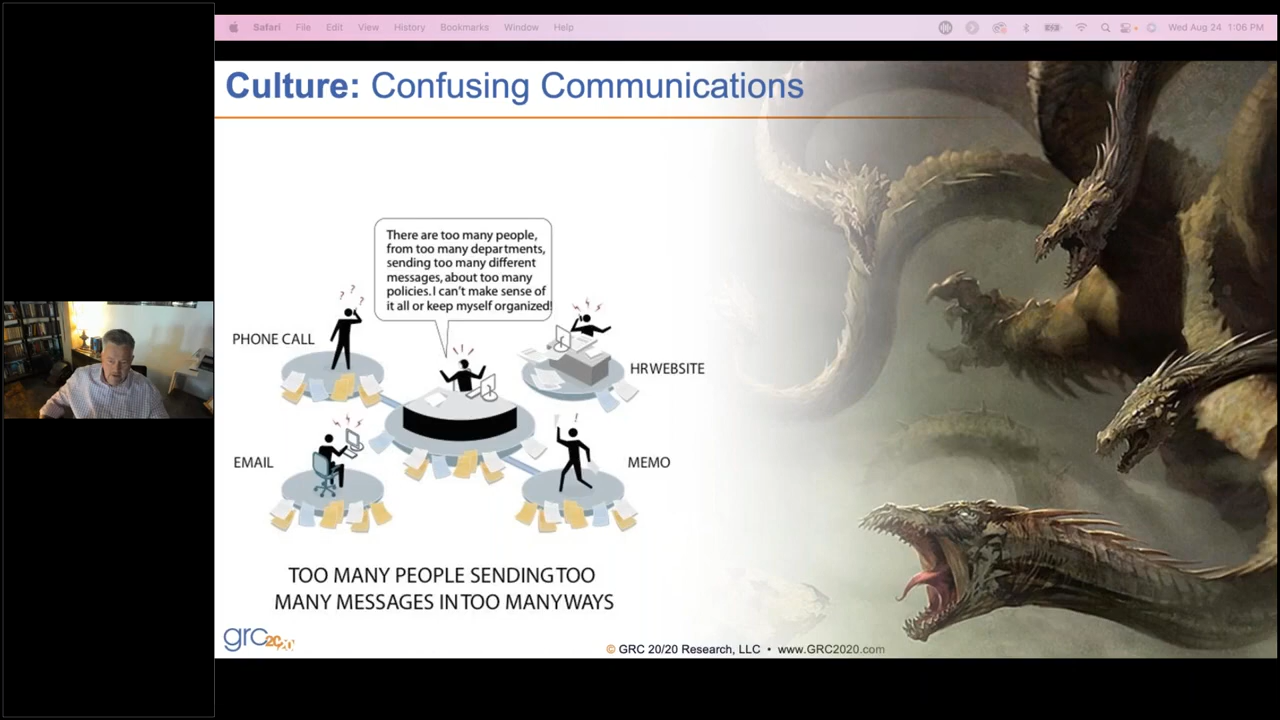 Safari File Edit View History Bookmarks Window Help Wed Aug 24 1:06 PM
Culture: Confusing Communications
There are too many people,
from too many departments,
sending too many different
messages, about too many
policies. I can't make sense of
it all or keep myself organized!
? ? ?
PHONE CALL
HR WEBSITE
EMAIL
!
MEMO
TOO MANY PEOPLE SENDING TOO
MANY MESSAGES IN TOO MANY WAYS
grc2020
© GRC 20/20 Research, LLC • www.GRC2020.com